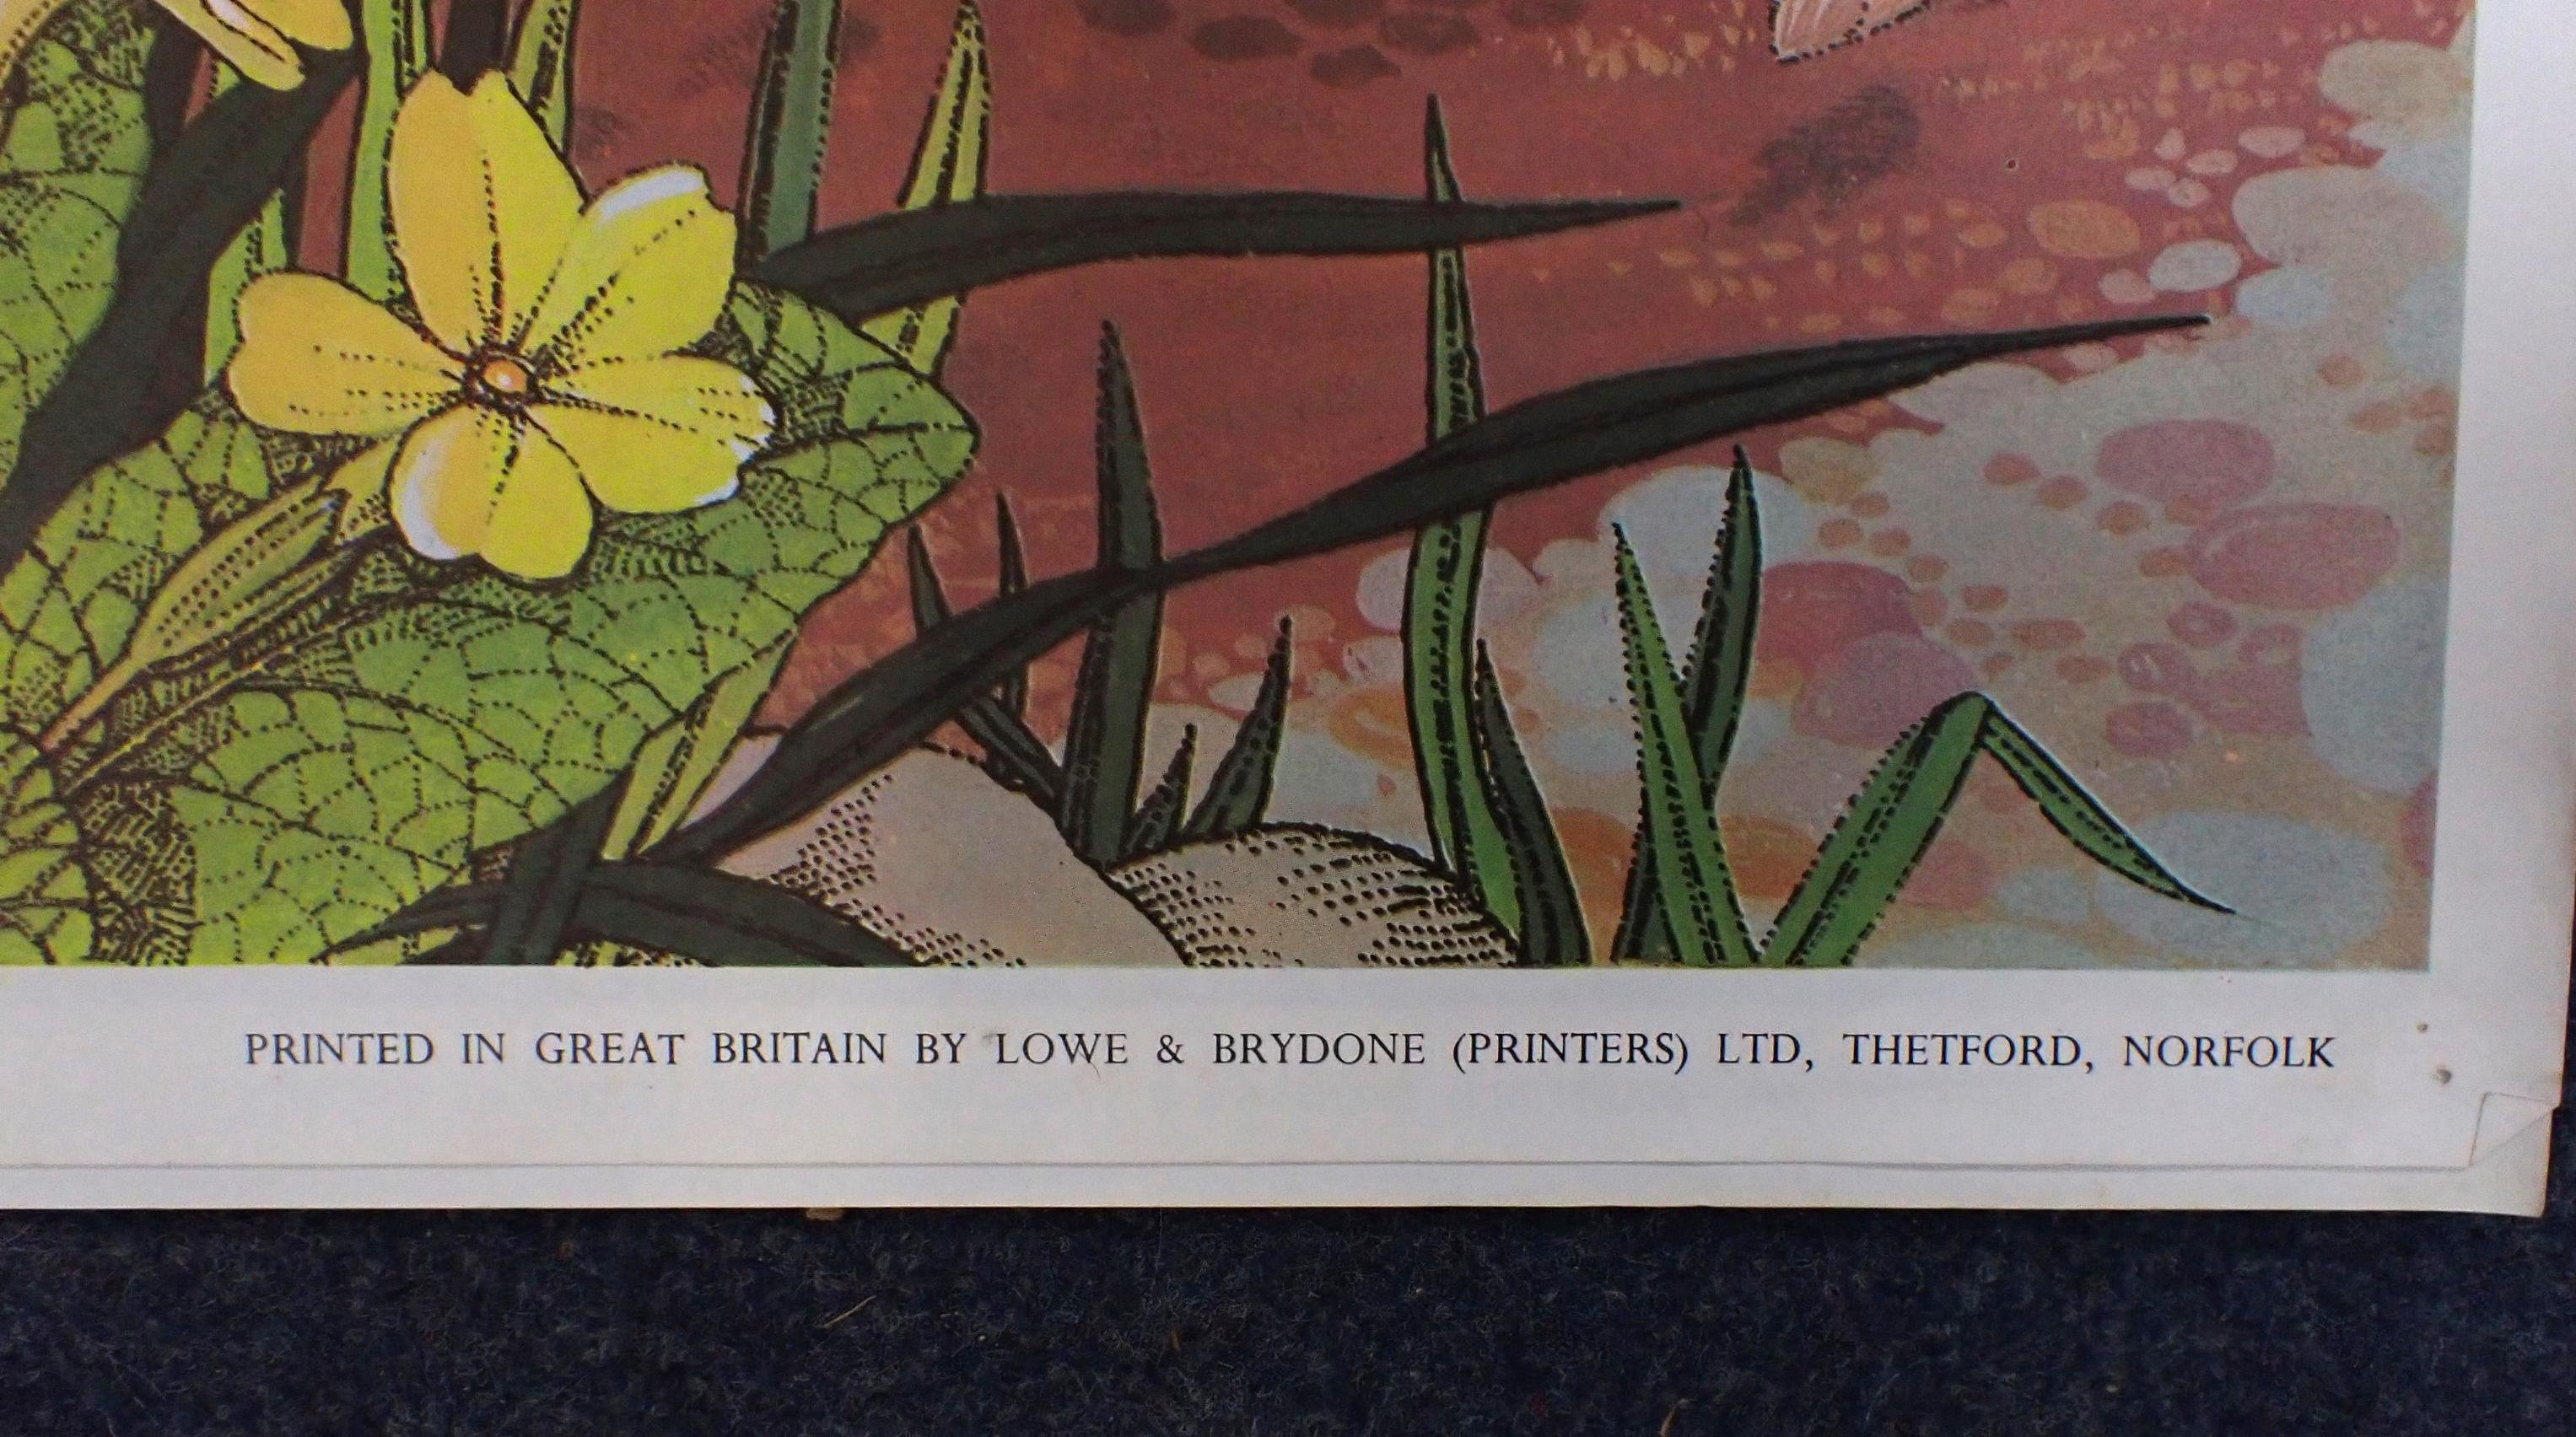 PRINTED IN GREAT BRITAIN BY LOWE & BRYDONE (PRINTERS) LTD, THETFORD, NORFOLK